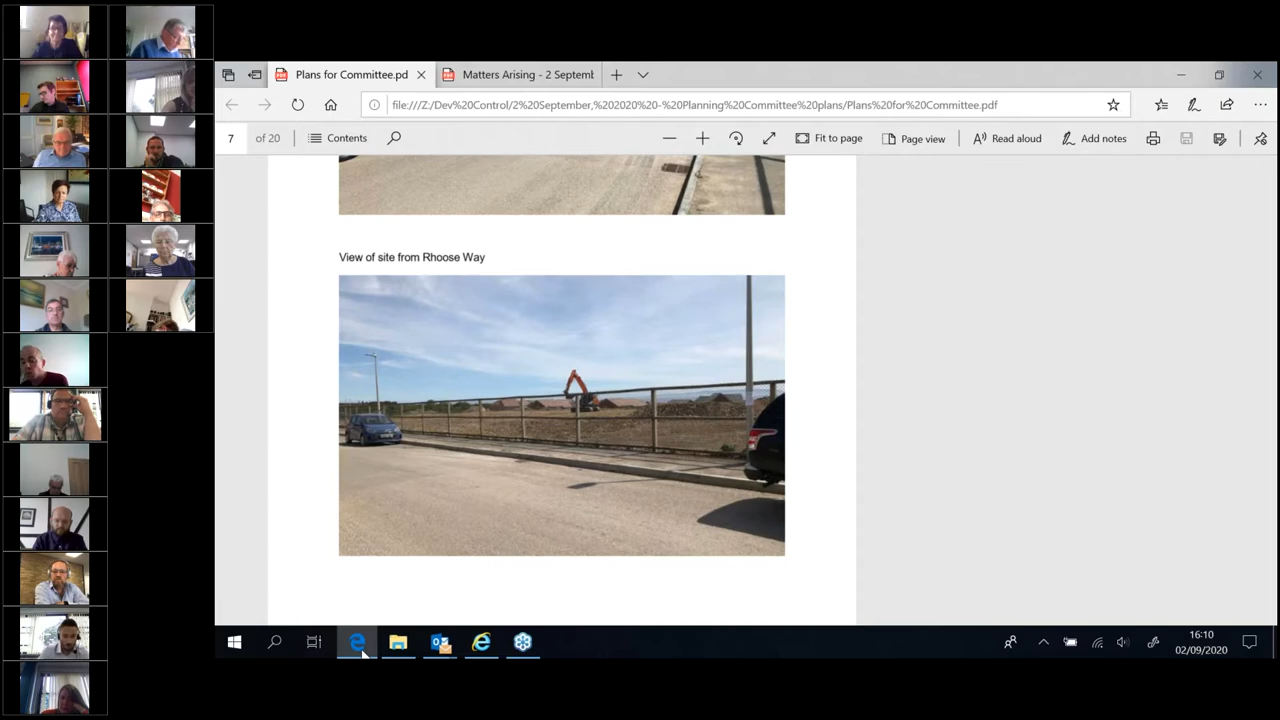 Plans for Committee.pd
Matters Arising - 2 Septemb
file:///Z:/Dev%20Control/2%20September,%202020%20-%20Planning%20Committee%20plans/Plans%20for%20Committee.pdf
7 of 20 Contents Fit to page Page view Read aloud Add notes
View of site from Rhoose Way
16:10
02/09/2020